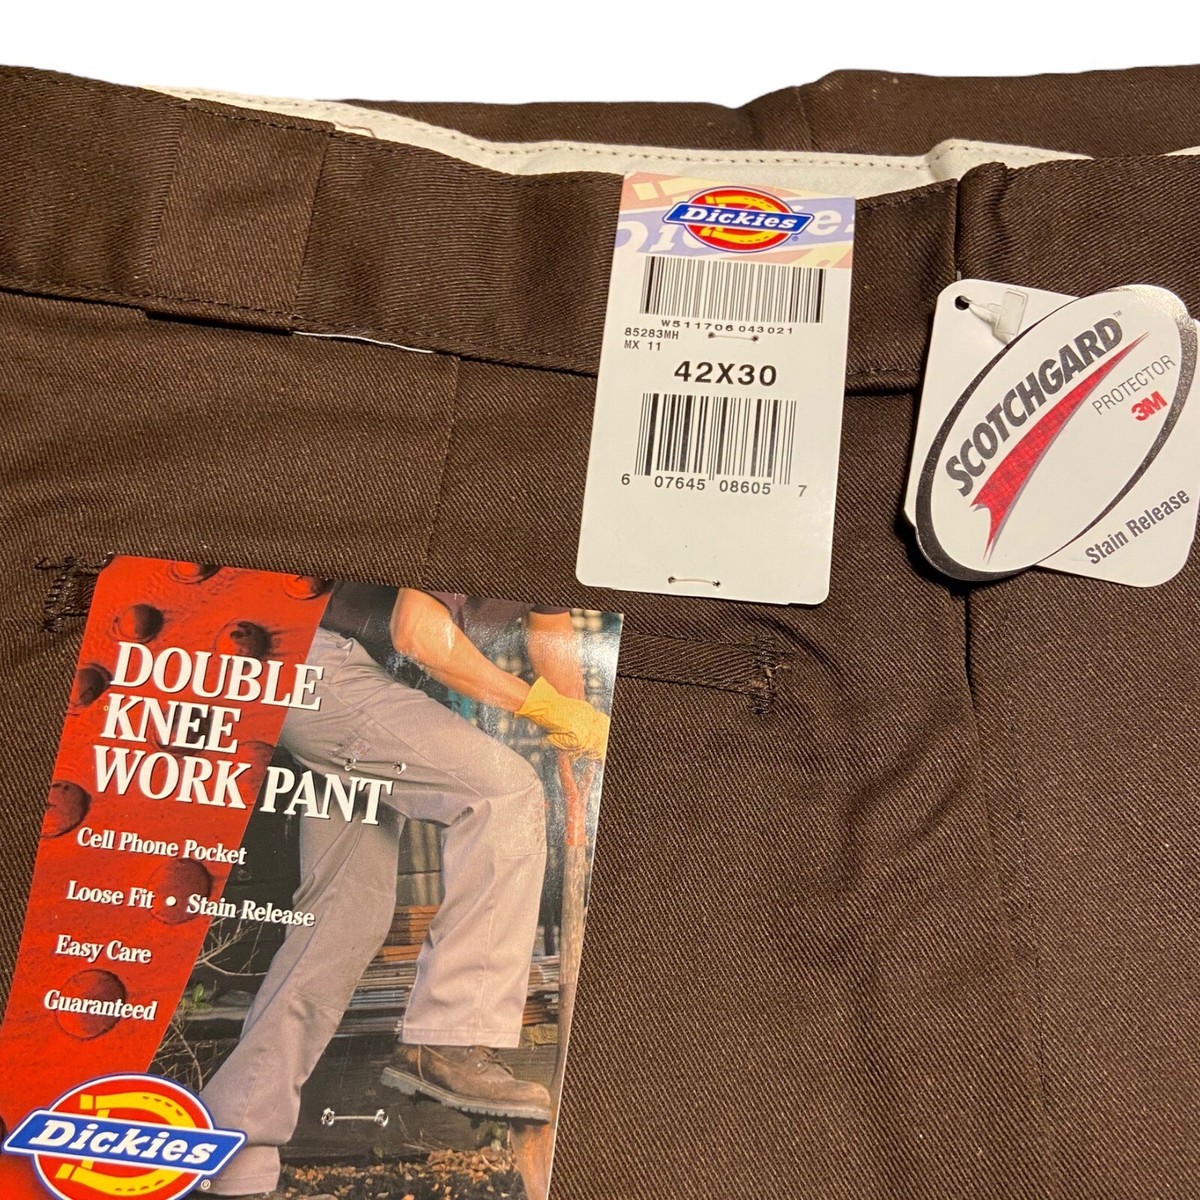 Dickies
W511706 043021
85283MH
MX 11
42X30
6 07645 08605 7
SCOTCHGARD™
PROTECTOR
3M
Stain Release
DOUBLE
KNEE
WORK PANT
Cell Phone Pocket
Loose Fit • Stain Release
Easy Care
Guaranteed
Dickies®